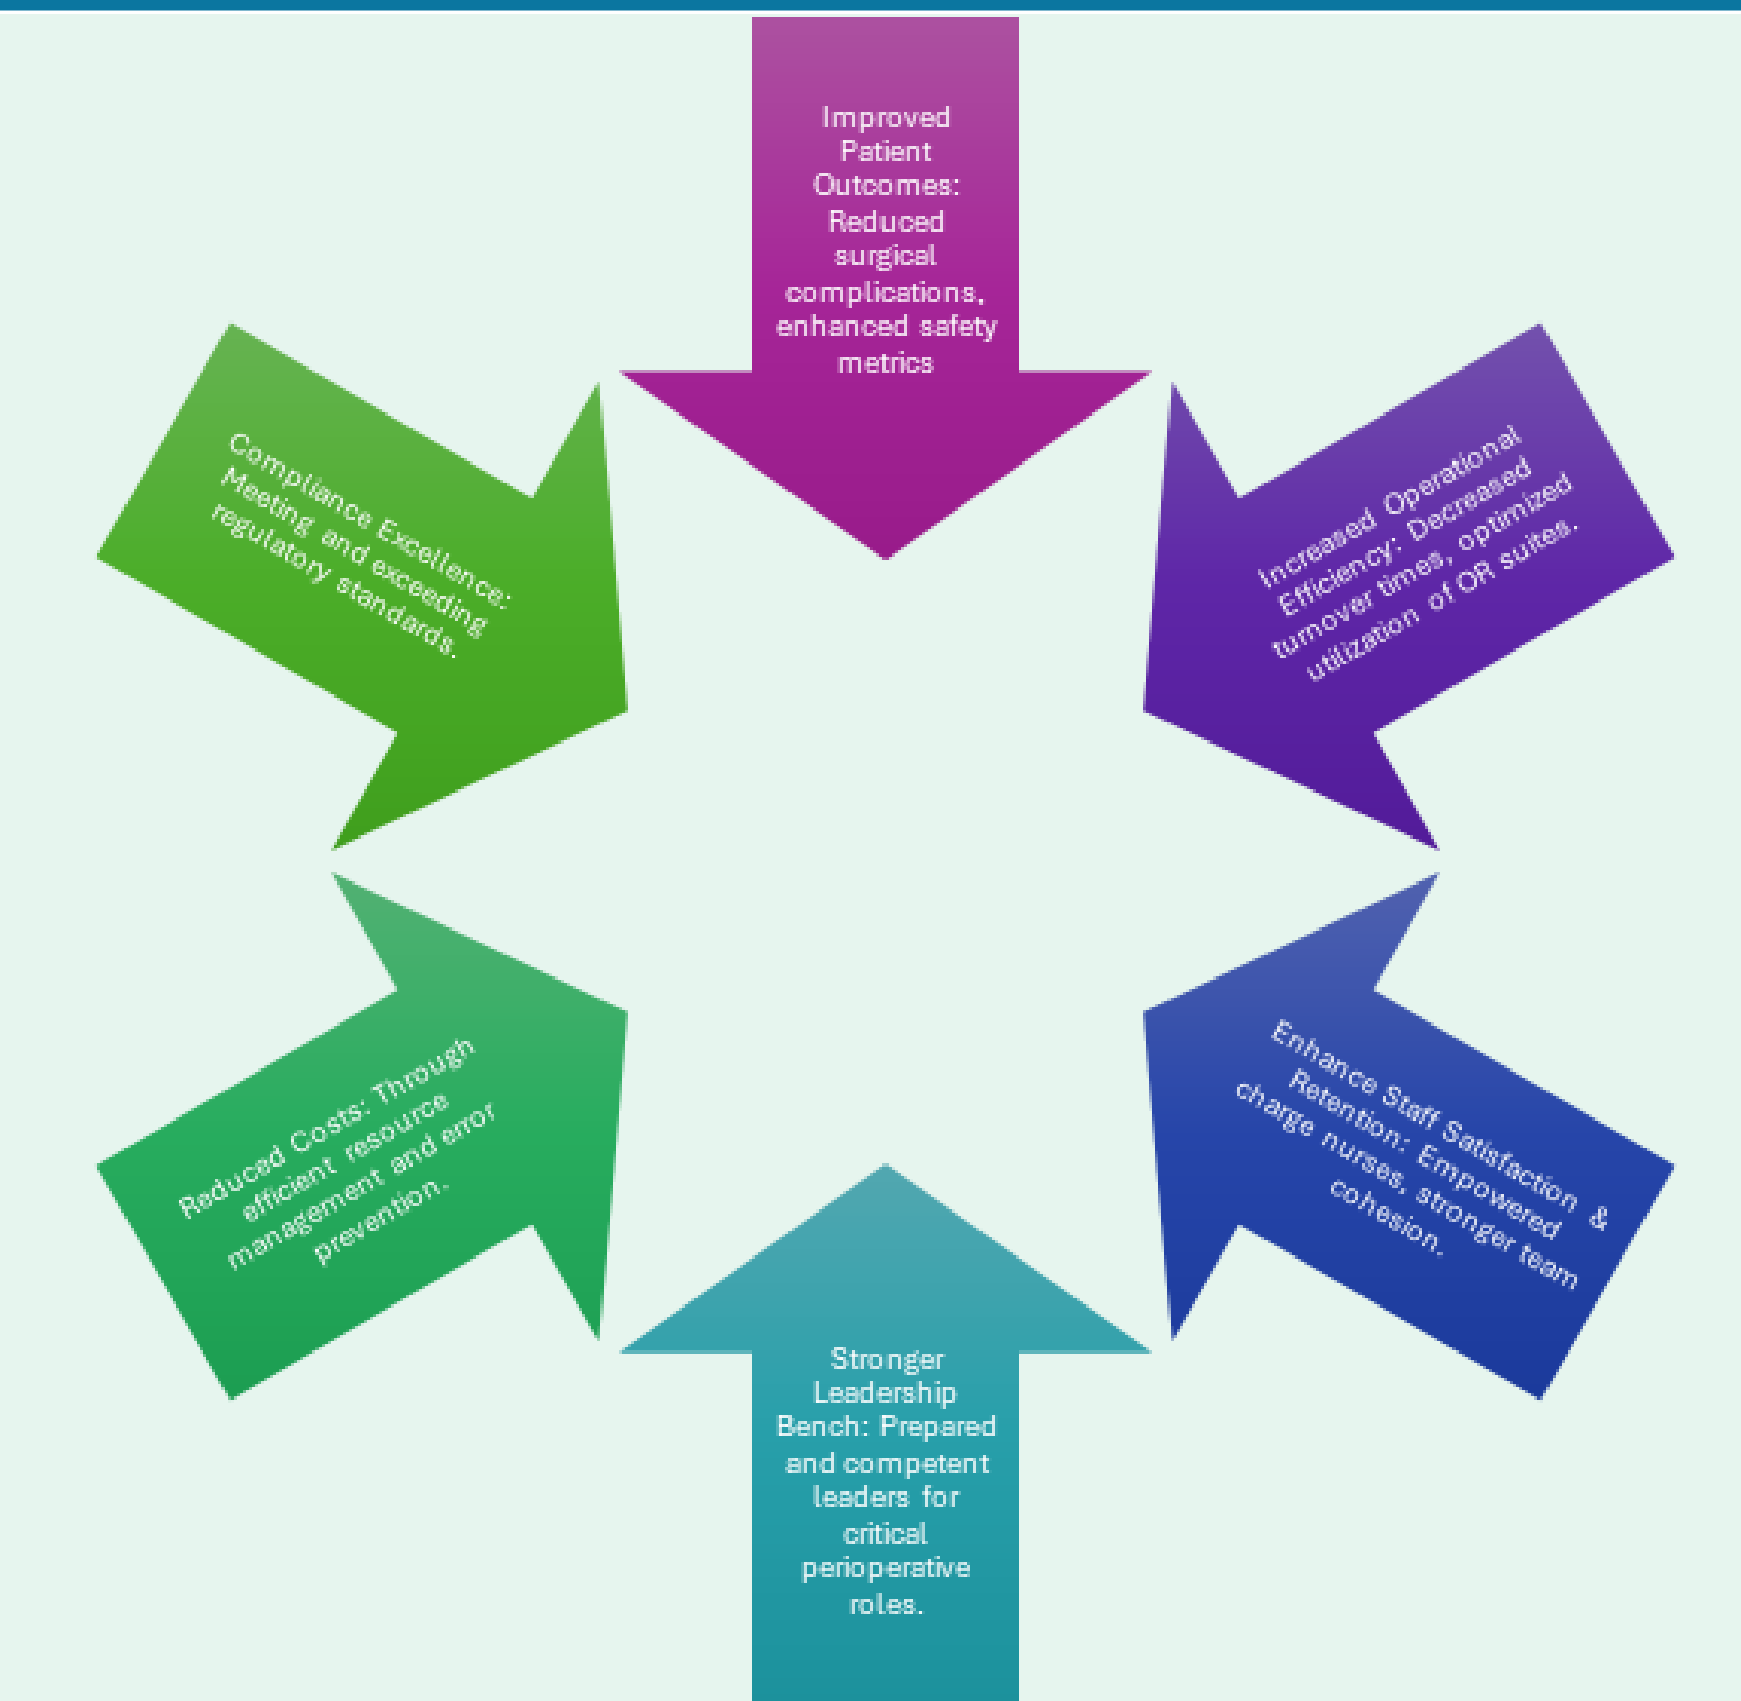 Improved
Patient
Outcomes:
Reduced
surgical
complications,
enhanced safety
metrics
Increased Operational
Efficiency: Decreased
turnover times, optimized
utilization of OR suites.
Enhance Staff Satisfaction &
Retention: Empowered
charge nurses, stronger team
cohesion.
Stronger
Leadership
Bench: Prepared
and competent
leaders for
critical
perioperative
roles.
Reduced Costs: Through
efficient resource
management and error
prevention.
Compliance Excellence:
Meeting and exceeding
regulatory standards.